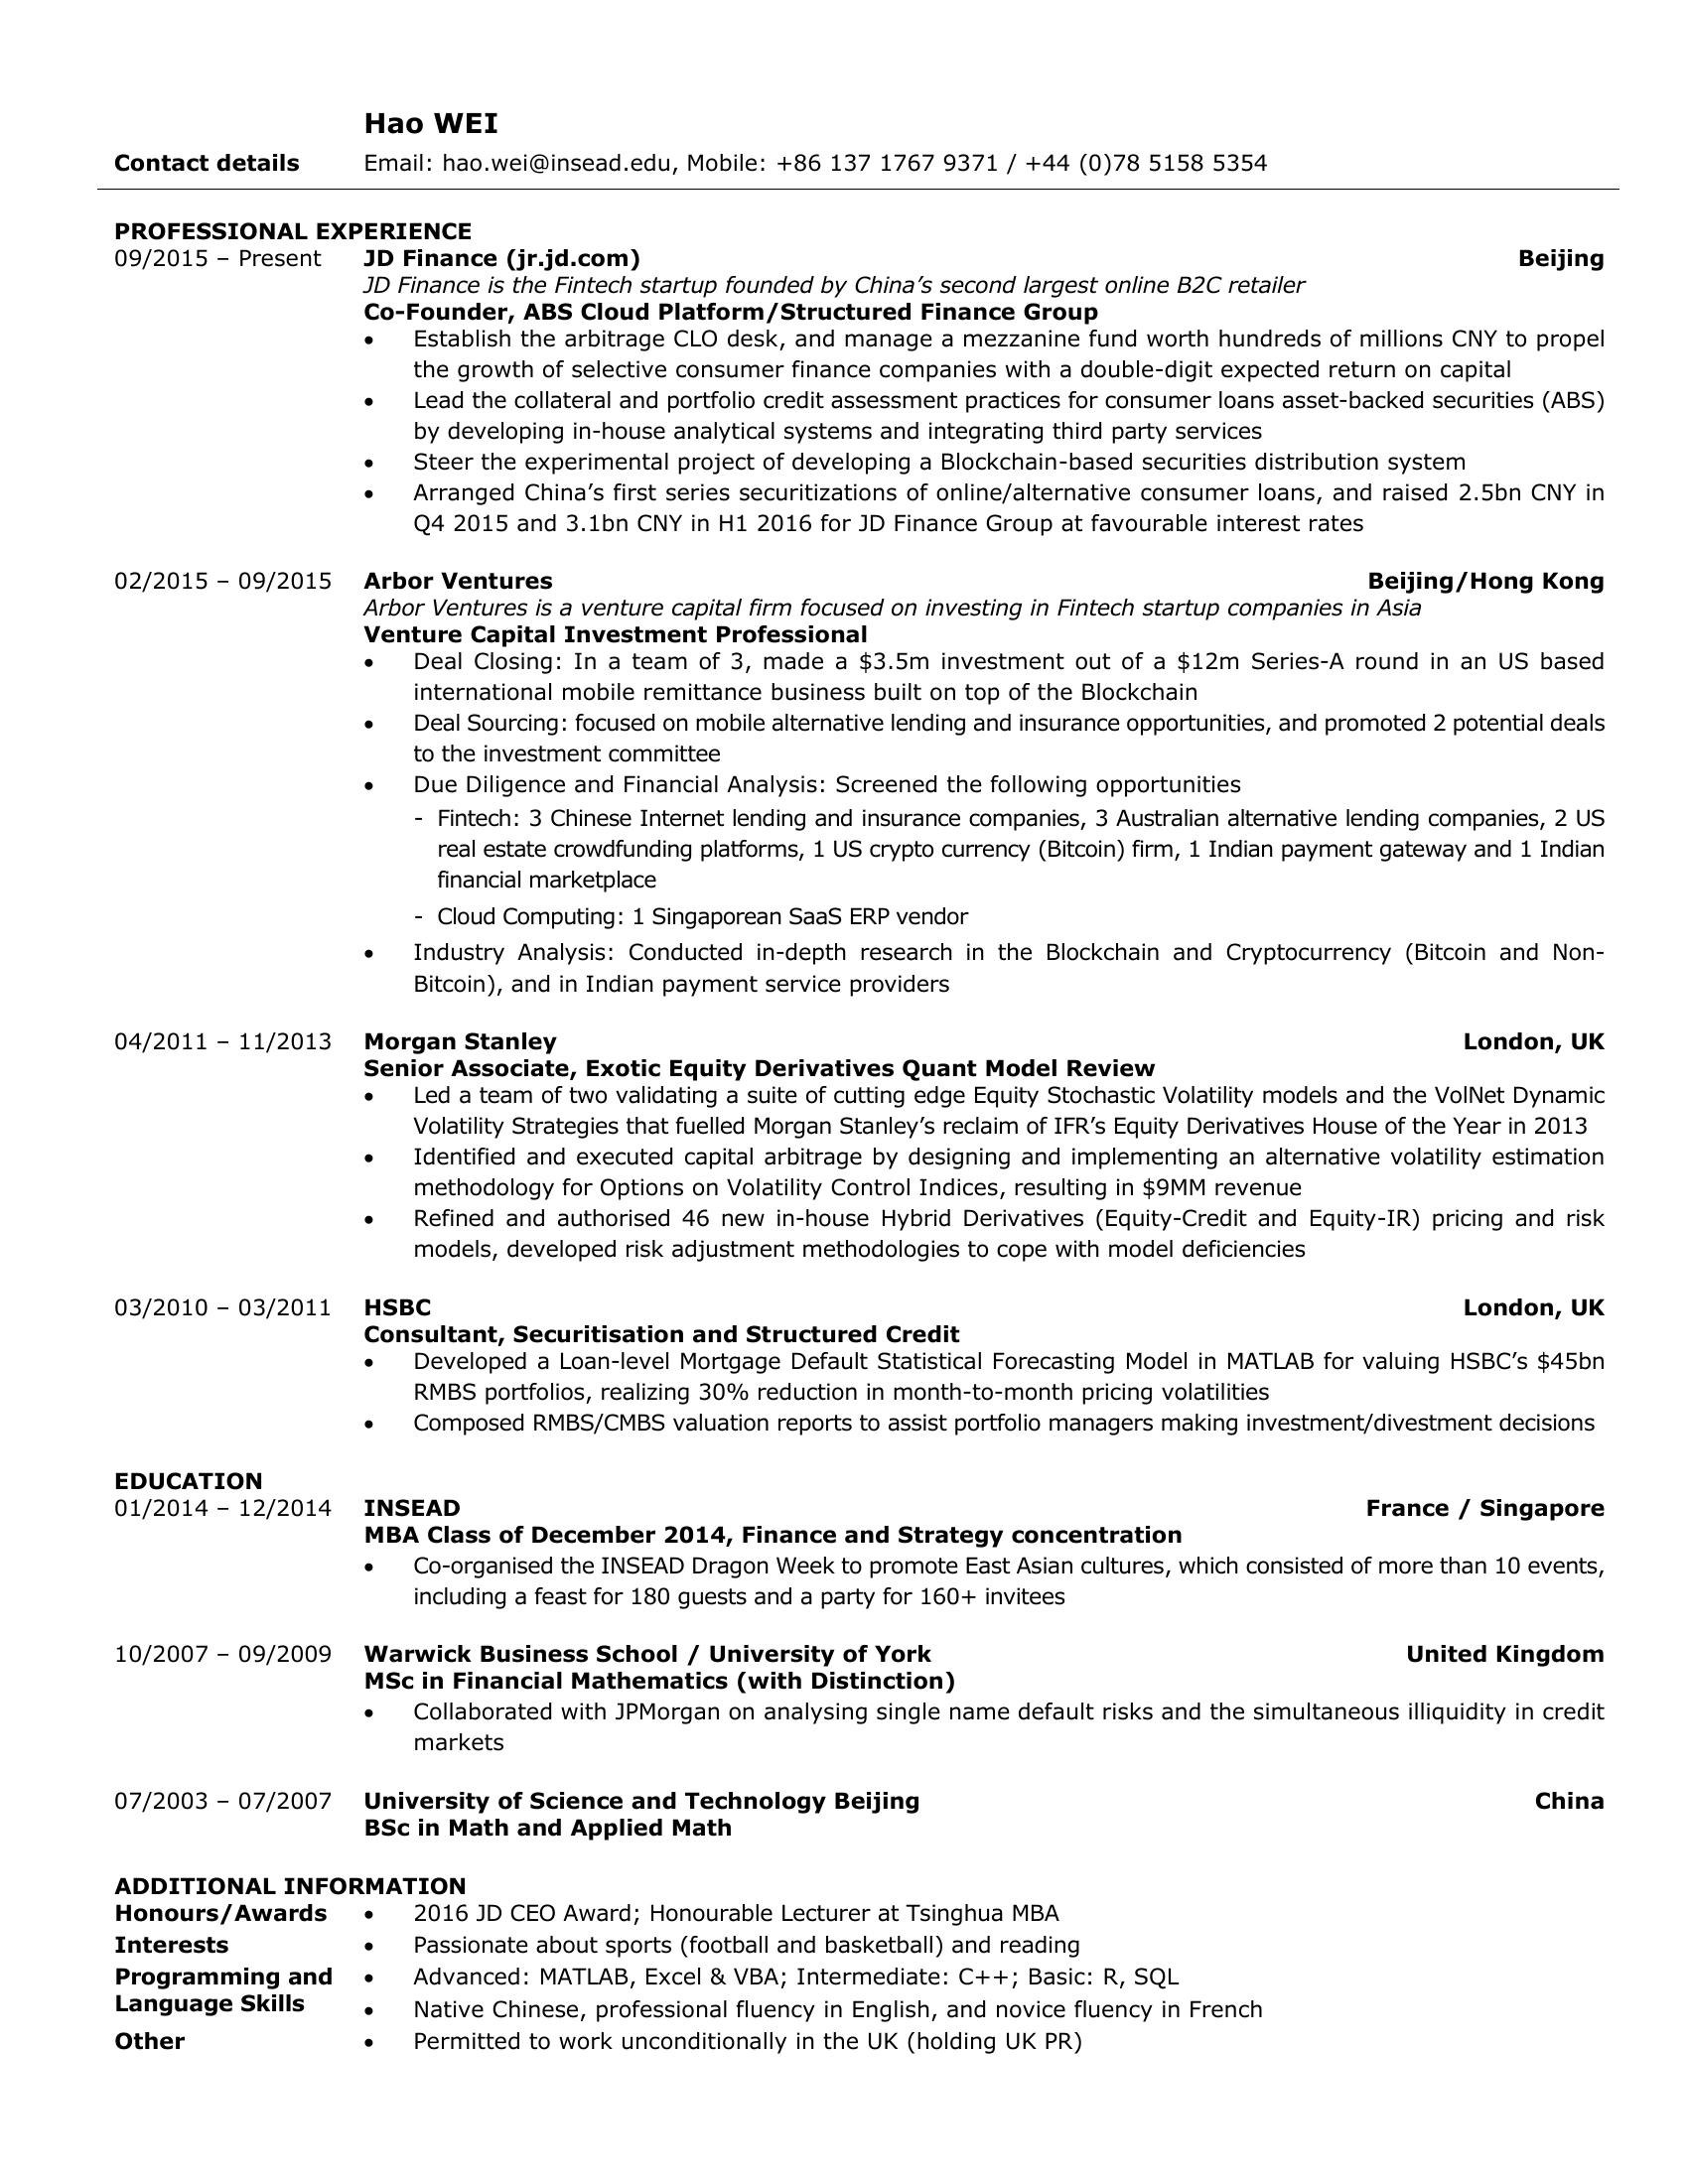 Hao WEI
Contact details Email: hao.wei@insead.edu, Mobile: +86 137 1767 9371 / +44 (0)78 5158 5354
PROFESSIONAL EXPERIENCE
09/2015 – Present JD Finance (jr.jd.com) Beijing
JD Finance is the Fintech startup founded by China’s second largest online B2C retailer
Co-Founder, ABS Cloud Platform/Structured Finance Group
• Establish the arbitrage CLO desk, and manage a mezzanine fund worth hundreds of millions CNY to propel
the growth of selective consumer finance companies with a double-digit expected return on capital
• Lead the collateral and portfolio credit assessment practices for consumer loans asset-backed securities (ABS)
by developing in-house analytical systems and integrating third party services
• Steer the experimental project of developing a Blockchain-based securities distribution system
• Arranged China’s first series securitizations of online/alternative consumer loans, and raised 2.5bn CNY in
Q4 2015 and 3.1bn CNY in H1 2016 for JD Finance Group at favourable interest rates
02/2015 – 09/2015 Arbor Ventures Beijing/Hong Kong
Arbor Ventures is a venture capital firm focused on investing in Fintech startup companies in Asia
Venture Capital Investment Professional
• Deal Closing: In a team of 3, made a $3.5m investment out of a $12m Series-A round in an US based
international mobile remittance business built on top of the Blockchain
• Deal Sourcing: focused on mobile alternative lending and insurance opportunities, and promoted 2 potential deals
to the investment committee
• Due Diligence and Financial Analysis: Screened the following opportunities
- Fintech: 3 Chinese Internet lending and insurance companies, 3 Australian alternative lending companies, 2 US
real estate crowdfunding platforms, 1 US crypto currency (Bitcoin) firm, 1 Indian payment gateway and 1 Indian
financial marketplace
- Cloud Computing: 1 Singaporean SaaS ERP vendor
• Industry Analysis: Conducted in-depth research in the Blockchain and Cryptocurrency (Bitcoin and Non-
Bitcoin), and in Indian payment service providers
04/2011 – 11/2013 Morgan Stanley London, UK
Senior Associate, Exotic Equity Derivatives Quant Model Review
• Led a team of two validating a suite of cutting edge Equity Stochastic Volatility models and the VolNet Dynamic
Volatility Strategies that fuelled Morgan Stanley’s reclaim of IFR’s Equity Derivatives House of the Year in 2013
• Identified and executed capital arbitrage by designing and implementing an alternative volatility estimation
methodology for Options on Volatility Control Indices, resulting in $9MM revenue
• Refined and authorised 46 new in-house Hybrid Derivatives (Equity-Credit and Equity-IR) pricing and risk
models, developed risk adjustment methodologies to cope with model deficiencies
03/2010 – 03/2011 HSBC London, UK
Consultant, Securitisation and Structured Credit
• Developed a Loan-level Mortgage Default Statistical Forecasting Model in MATLAB for valuing HSBC’s $45bn
RMBS portfolios, realizing 30% reduction in month-to-month pricing volatilities
• Composed RMBS/CMBS valuation reports to assist portfolio managers making investment/divestment decisions
EDUCATION
01/2014 – 12/2014 INSEAD France / Singapore
MBA Class of December 2014, Finance and Strategy concentration
• Co-organised the INSEAD Dragon Week to promote East Asian cultures, which consisted of more than 10 events,
including a feast for 180 guests and a party for 160+ invitees
10/2007 – 09/2009 Warwick Business School / University of York United Kingdom
MSc in Financial Mathematics (with Distinction)
• Collaborated with JPMorgan on analysing single name default risks and the simultaneous illiquidity in credit
markets
07/2003 – 07/2007 University of Science and Technology Beijing China
BSc in Math and Applied Math
ADDITIONAL INFORMATION
Honours/Awards • 2016 JD CEO Award; Honourable Lecturer at Tsinghua MBA
Interests • Passionate about sports (football and basketball) and reading
Programming and • Advanced: MATLAB, Excel & VBA; Intermediate: C++; Basic: R, SQL
Language Skills • Native Chinese, professional fluency in English, and novice fluency in French
Other • Permitted to work unconditionally in the UK (holding UK PR)